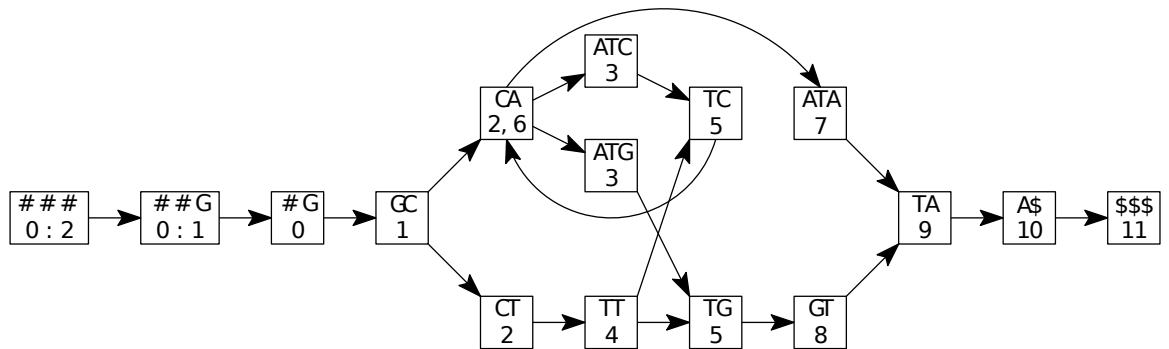 ###
0 : 2
##G
0 : 1
#G
0
GC
1
CA
2, 6
CT
2
ATC
3
ATG
3
TT
4
TC
5
TG
5
ATA
7
GT
8
TA
9
A$
10
$$$
11